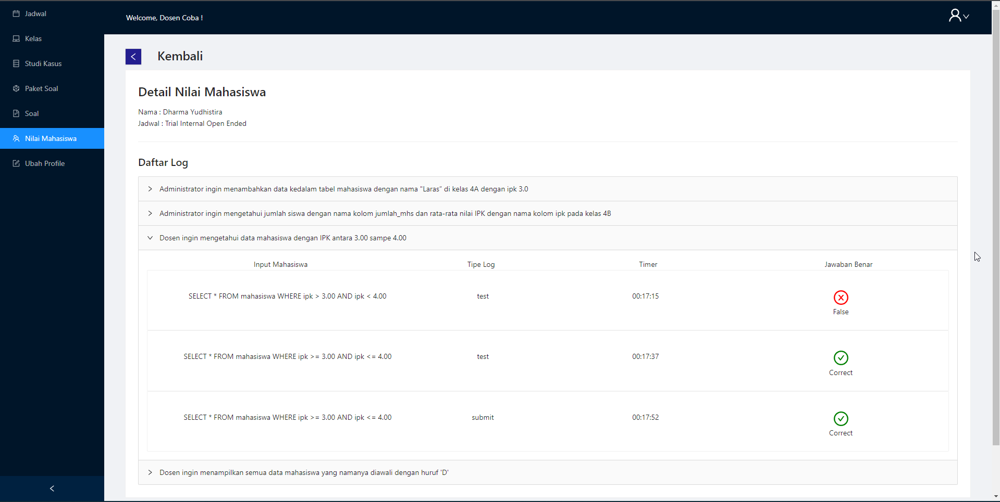 Jadwal
Kelas
Studi Kasus
Paket Soal
Soal
Nilai Mahasiswa
Ubah Profile
Welcome, Dosen Coba !
Kembali
Detail Nilai Mahasiswa
Nama : Dharma Yudhistira
Jadwal : Trial Internal Open Ended
Daftar Log
Administrator ingin menambahkan data kedalam tabel mahasiswa dengan nama "Laras” di kelas 4A dengan ipk 3.0
Administrator ingin mengetahui jumlah siswa dengan nama kolom jumlah_mhs dan rata-rata nilai IPK dengan nama kolom ipk pada kelas 4B
Dosen ingin mengetahui data mahasiswa dengan IPK antara 3.00 sampe 4.00
Input Mahasiswa Tipe Log Timer Jawaban Benar
SELECT * FROM mahasiswa WHERE ipk > 3.00 AND ipk < 4.00 test 00:17:15
False
SELECT * FROM mahasiswa WHERE ipk >= 3.00 AND ipk <= 4.00 test 00:17:37
Correct
SELECT * FROM mahasiswa WHERE ipk >= 3.00 AND ipk <= 4.00 submit 00:17:52
Correct
Dosen ingin menampilkan semua data mahasiswa yang namanya diawali dengan huruf 'D'